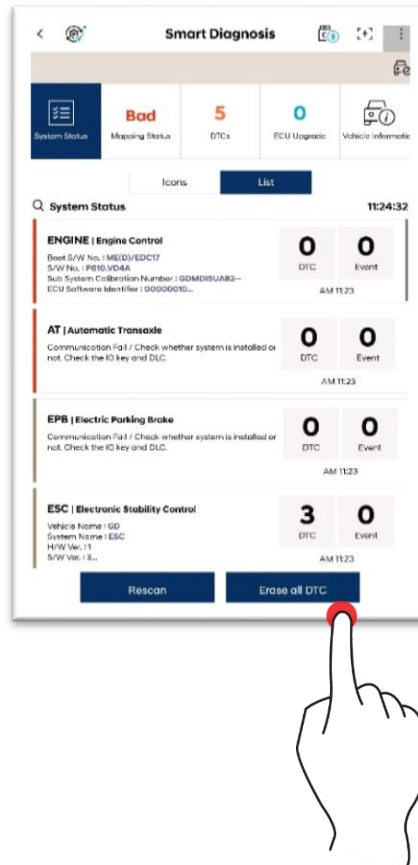 Smart Diagnosis
System Status
Bad
Mapping Status
5
DTCs
0
ECU Upgrade
Vehicle Informatic
Icons
List
System Status
11:24:32
ENGINE | Engine Control
Boot S/W No. : ME(D)/EDC17
S/W No. : P610.VD4A
Sub System Calibration Number : GDMDISUAB2--
ECU Software Identifier : 00000010...
0
DTC
0
Event
AM 11:23
AT | Automatic Transaxle
Communication Fail / Check whether system is installed or
not. Check the IG key and DLC.
0
DTC
0
Event
AM 11:23
EPB | Electric Parking Brake
Communication Fail / Check whether system is installed or
not. Check the IG key and DLC.
0
DTC
0
Event
AM 11:23
ESC | Electronic Stability Control
Vehicle Name : GD
System Name : ESC
H/W Ver. : 1
S/W Ver. : 3...
3
DTC
0
Event
AM 11:23
Rescan
Erase all DTC